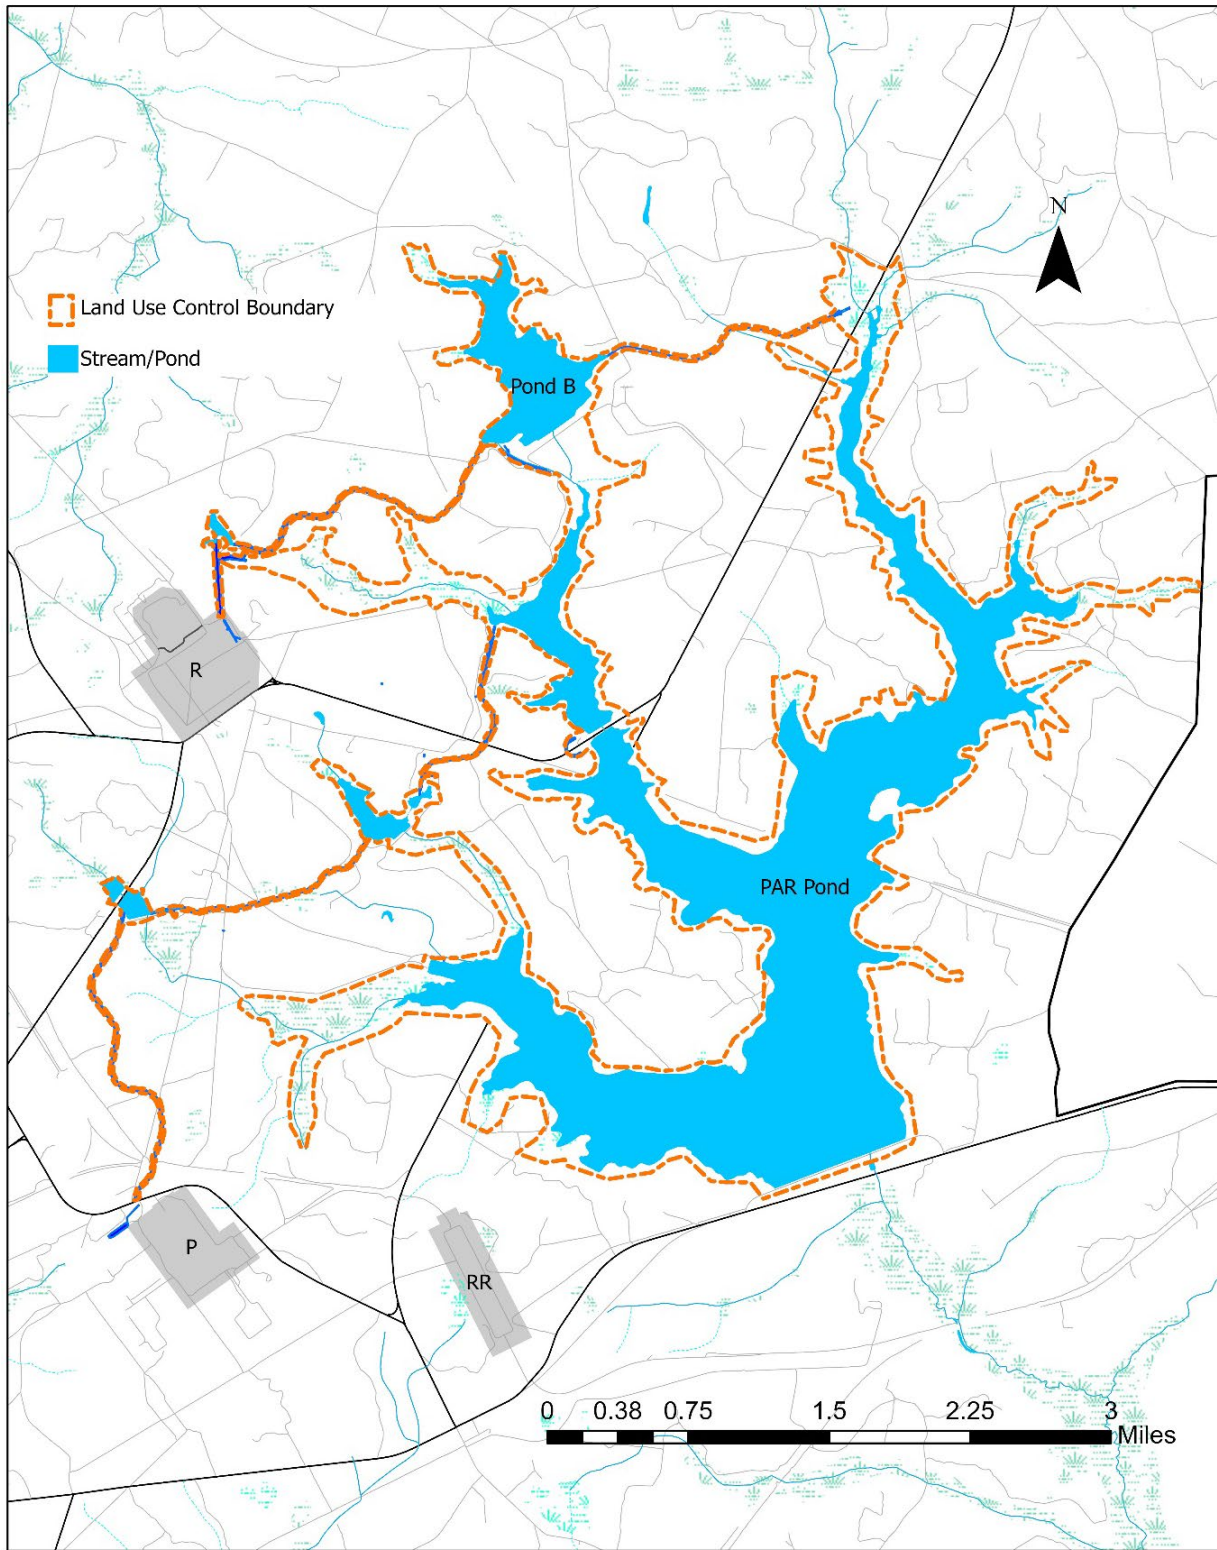 N
Land Use Control Boundary
Stream/Pond
Pond B
R
PAR Pond
P
RR
0 0.38 0.75 1.5 2.25 3
Miles